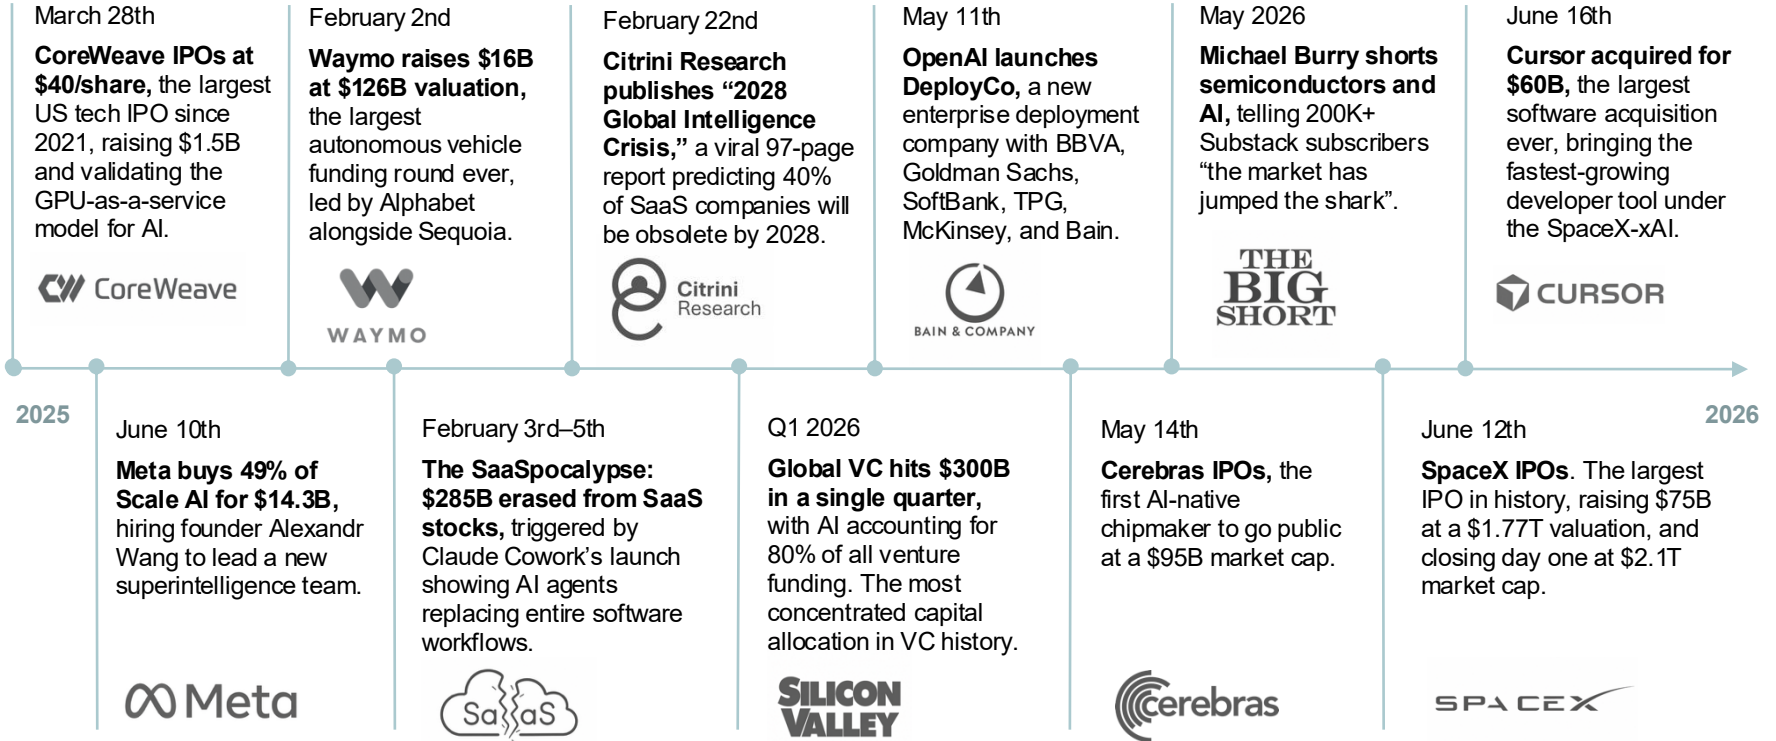 March 28th
CoreWeave IPOs at
$40/share, the largest
US tech IPO since
2021, raising $1.5B
and validating the
GPU-as-a-service
model for AI.
CoreWeave
February 2nd
Waymo raises $16B
at $126B valuation,
the largest
autonomous vehicle
funding round ever,
led by Alphabet
alongside Sequoia.
WAYMO
February 22nd
Citrini Research
publishes “2028
Global Intelligence
Crisis,” a viral 97-page
report predicting 40%
of SaaS companies will
be obsolete by 2028.
Citrini
Research
May 11th
OpenAI launches
DeployCo, a new
enterprise deployment
company with BBVA,
Goldman Sachs,
SoftBank, TPG,
McKinsey, and Bain.
BAIN & COMPANY
May 2026
Michael Burry shorts
semiconductors and
AI, telling 200K+
Substack subscribers
“the market has
jumped the shark”.
THE
BIG
SHORT
June 16th
Cursor acquired for
$60B, the largest
software acquisition
ever, bringing the
fastest-growing
developer tool under
the SpaceX-xAI.
CURSOR
2025
2026
June 10th
Meta buys 49% of
Scale AI for $14.3B,
hiring founder Alexandr
Wang to lead a new
superintelligence team.
Meta
February 3rd–5th
The SaaSpocalypse:
$285B erased from SaaS
stocks, triggered by
Claude Cowork’s launch
showing AI agents
replacing entire software
workflows.
SaaS
Q1 2026
Global VC hits $300B
in a single quarter,
with AI accounting for
80% of all venture
funding. The most
concentrated capital
allocation in VC history.
SILICON
VALLEY
May 14th
Cerebras IPOs, the
first AI-native
chipmaker to go public
at a $95B market cap.
cerebras
June 12th
SpaceX IPOs. The largest
IPO in history, raising $75B
at a $1.77T valuation, and
closing day one at $2.1T
market cap.
SPACEX